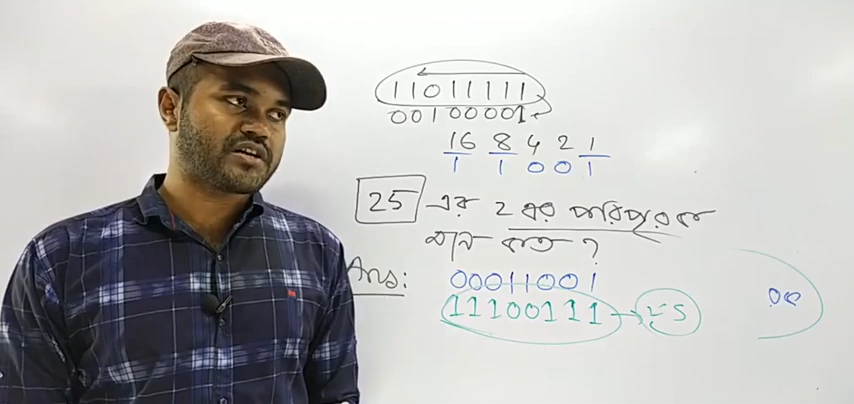 11011111
00100001
16 8 4 2 1
1 1 0 0 1
25 এর 2 এর পরিপূরক
মান কত ?
Ans: 00011001
11100111 → -25